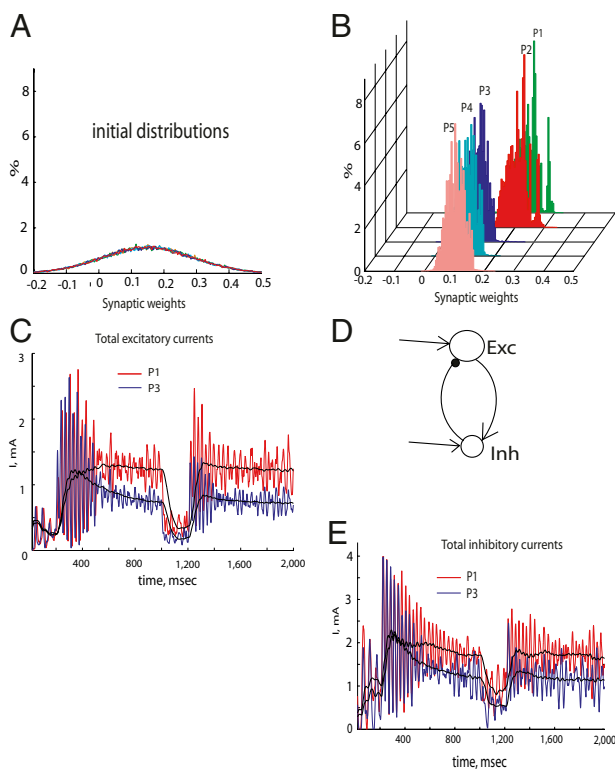 A
8
6
4
2
0
%
initial distributions
-0.2 -0.1 0 0.1 0.2 0.3 0.4 0.5
Synaptic weights
B
8
6
4
2
0
%
P1
P2
P3
P4
P5
-0.2 -0.1 0 0.1 0.2 0.3 0.4 0.5
Synaptic weights
C
Total excitatory currents
P1
P3
3
2
1
0
I, mA
400 800 1,200 1,600 2,000
time, msec
D
Exc
Inh
E
Total inhibitory currents
P1
P3
4
3
2
1
0
I, mA
400 800 1,200 1,600 2,000
time, msec